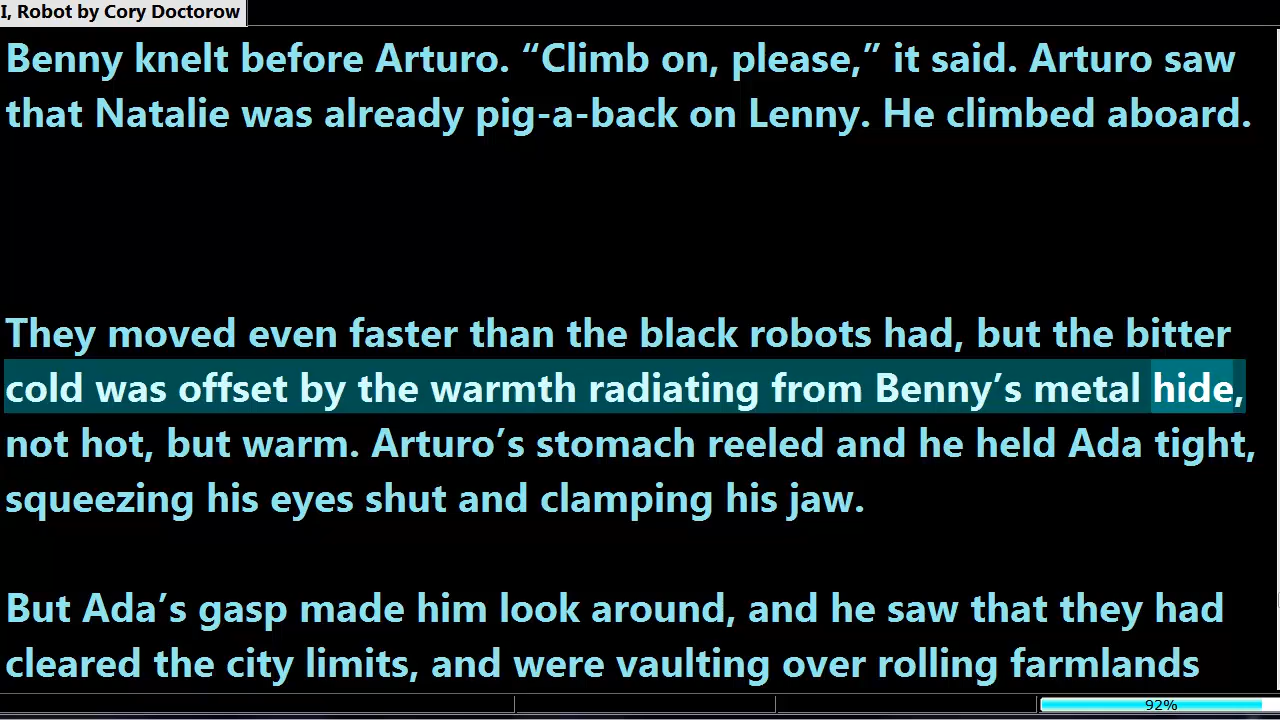 I, Robot by Cory Doctorow
Benny knelt before Arturo. “Climb on, please,” it said. Arturo saw
that Natalie was already pig-a-back on Lenny. He climbed aboard.
They moved even faster than the black robots had, but the bitter
cold was offset by the warmth radiating from Benny’s metal hide,
not hot, but warm. Arturo’s stomach reeled and he held Ada tight,
squeezing his eyes shut and clamping his jaw.
But Ada’s gasp made him look around, and he saw that they had
cleared the city limits, and were vaulting over rolling farmlands
92%